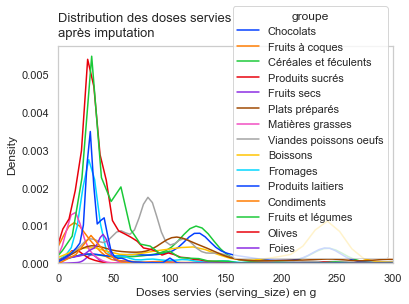 Distribution des doses servies
après imputation
groupe
Chocolats
Fruits à coques
Céréales et féculents
Produits sucrés
Fruits secs
Plats préparés
Matières grasses
Viandes poissons oeufs
Boissons
Fromages
Produits laitiers
Condiments
Fruits et légumes
Olives
Foies
Density
0.005
0.004
0.003
0.002
0.001
0.000
50
100
150
200
250
300
Doses servies (serving_size) en g